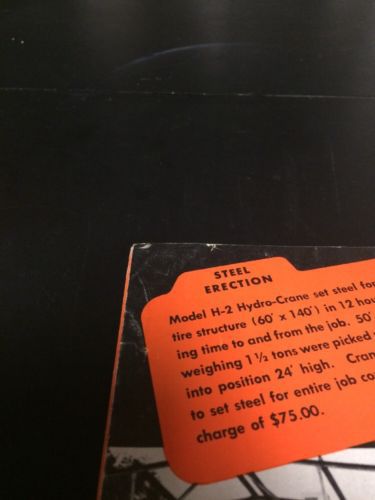 STEEL
ERECTION
Model H-2 Hydro-Crane set steel for
tire structure (60' x 140') in 12 hou
ing time to and from the job. 50'
weighing 1½ tons were picked
into position 24' high. Cran
to set steel for entire job co
charge of $75.00.